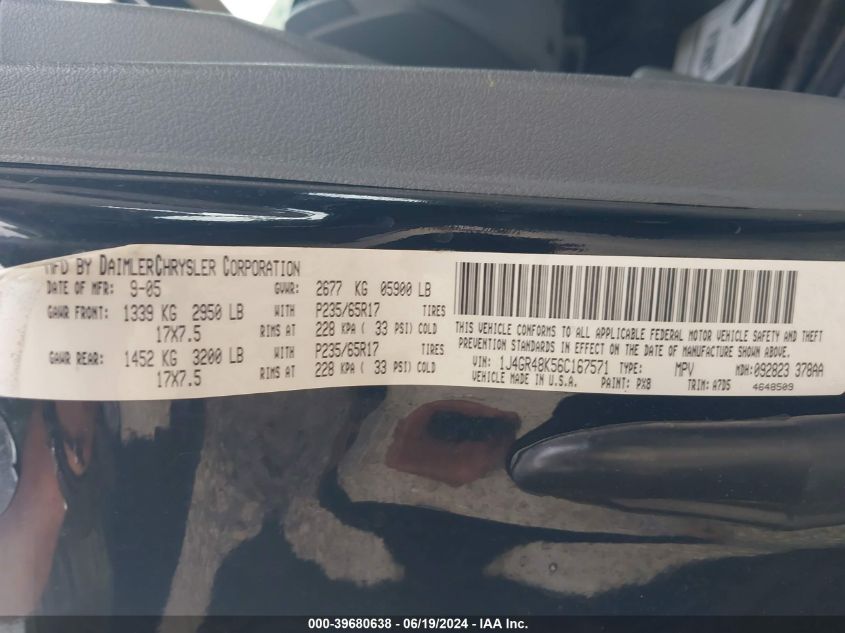 MFD BY DAIMLERCHRYSLER CORPORATION
DATE OF MFR: 9-05 GVWR: 2677 KG 05900 LB
GAWR FRONT: 1339 KG 2950 LB WITH P235/65R17 TIRES
17X7.5 RIMS AT 228 KPA ( 33 PSI) COLD
GAWR REAR: 1452 KG 3200 LB WITH P235/65R17 TIRES
17X7.5 RIMS AT 228 KPA ( 33 PSI) COLD
THIS VEHICLE CONFORMS TO ALL APPLICABLE FEDERAL MOTOR VEHICLE SAFETY AND THEFT
PREVENTION STANDARDS IN EFFECT ON THE DATE OF MANUFACTURE SHOWN ABOVE.
VIN: 1J4GR48K56C167571 TYPE: MPV MDH: 092823 378AA
VEHICLE MADE IN U.S.A. PAINT: PX8 TRIM: A7D5 4648509
000-39680638 - 06/19/2024 - IAA Inc.